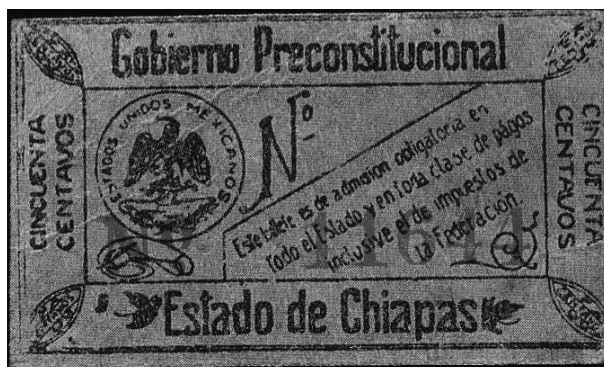 Gobierno Preconstitucional
CINCUENTA
CENTAVOS
ESTADOS UNIDOS MEXICANOS
Nº
Este billete es de admision obligatoria en
Todo el Estado y en toda clase de págos
inclusive el de impuestos de
la Federación.
CINCUENTA
CENTAVOS
Estado de Chiapas